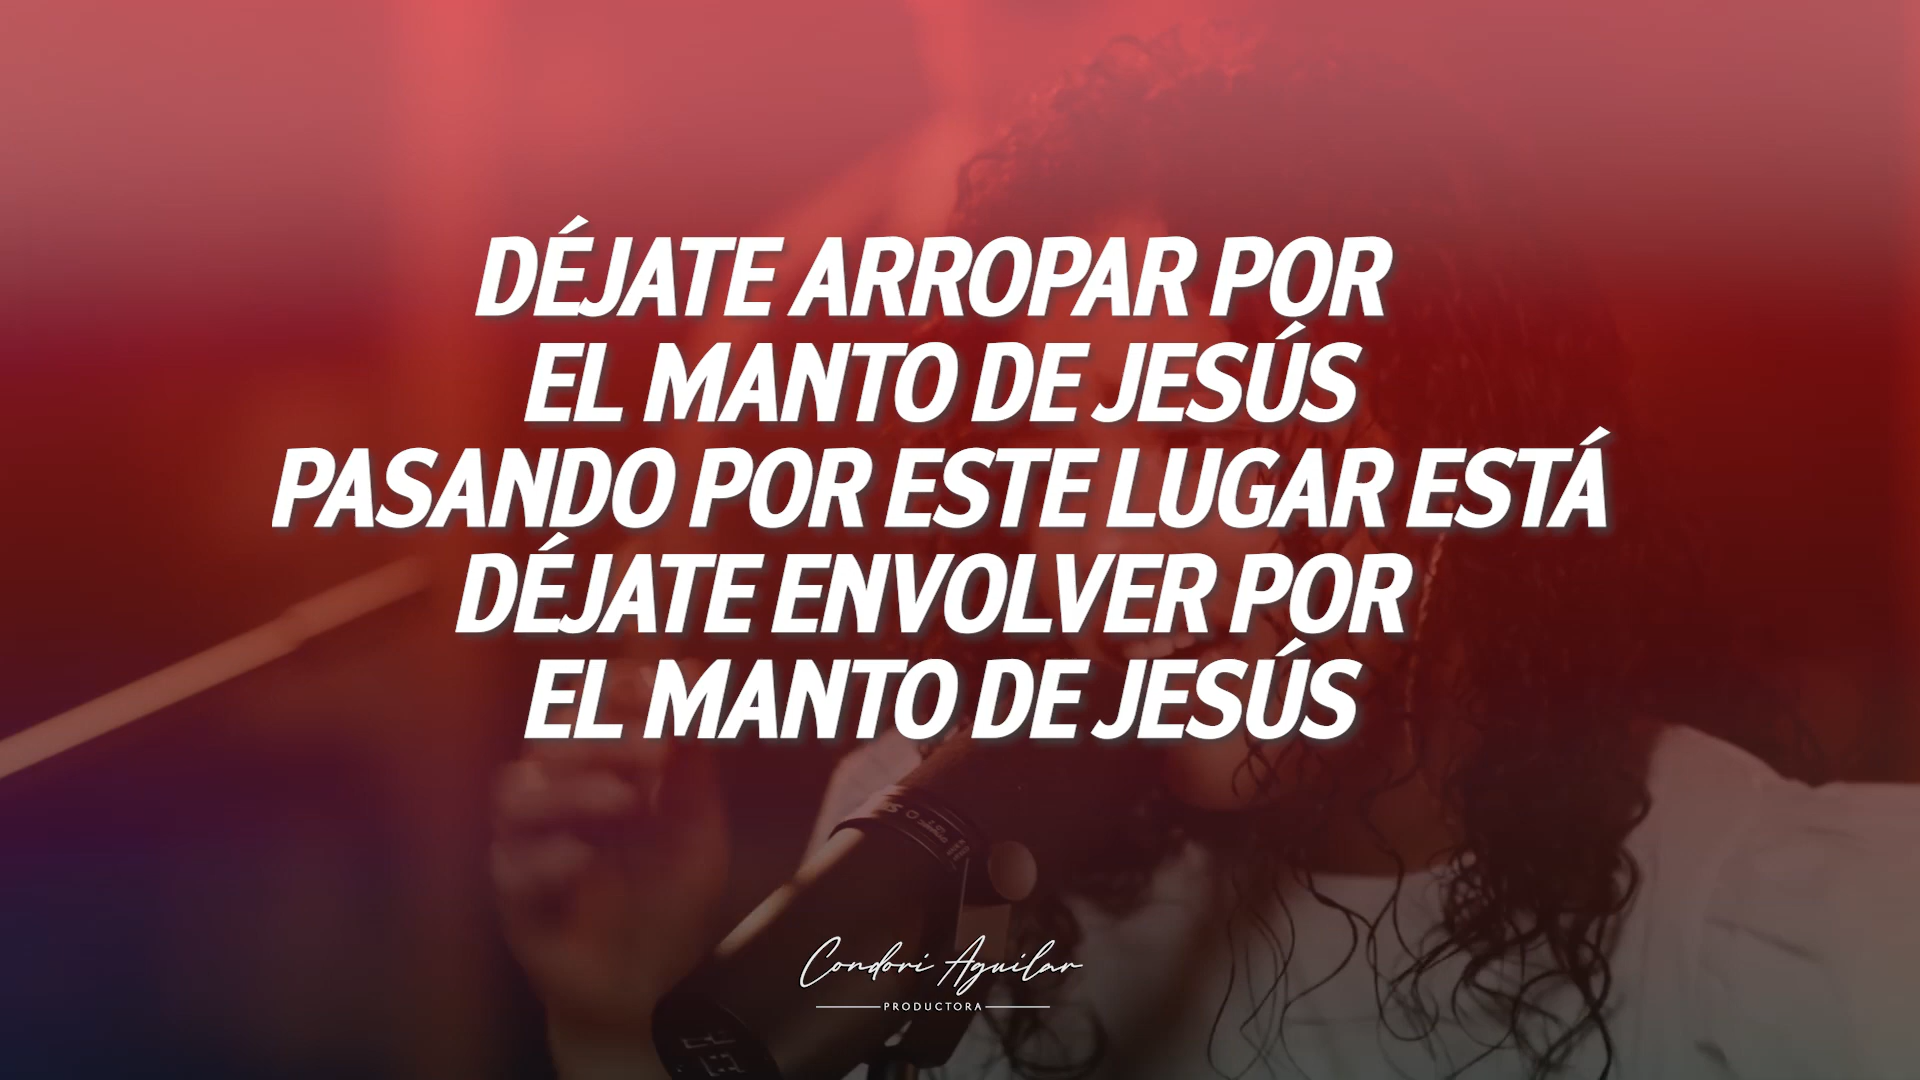 DÉJATE ARROPAR POR
EL MANTO DE JESÚS
PASANDO POR ESTE LUGAR ESTÁ
DÉJATE ENVOLVER POR
EL MANTO DE JESÚS
Condori Aguilar
PRODUCTORA